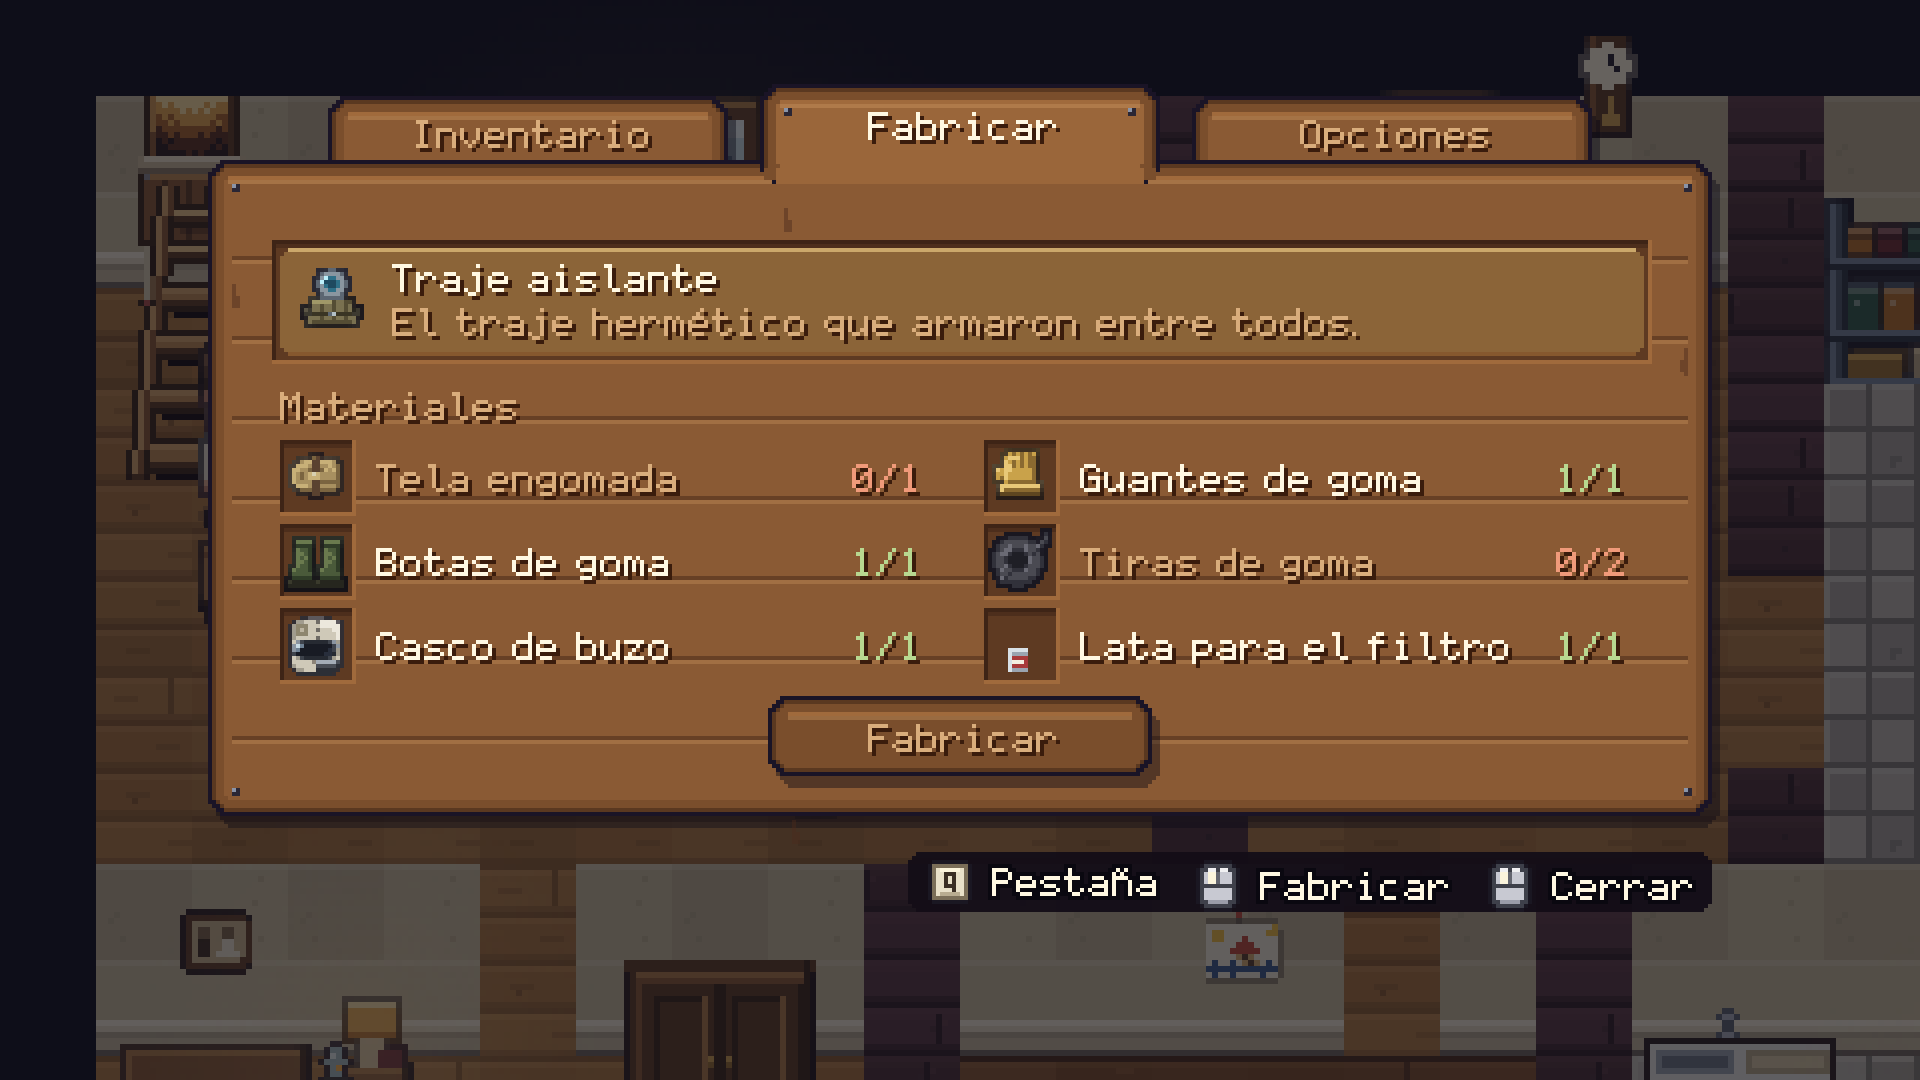 Inventario
Fabricar
Opciones
Traje aislante
El traje hermético que armaron entre todos.
Materiales
Tela engomada 0/1
Guantes de goma 1/1
Botas de goma 1/1
Tiras de goma 0/2
Casco de buzo 1/1
Lata para el filtro 1/1
Fabricar
q Pestaña Fabricar Cerrar